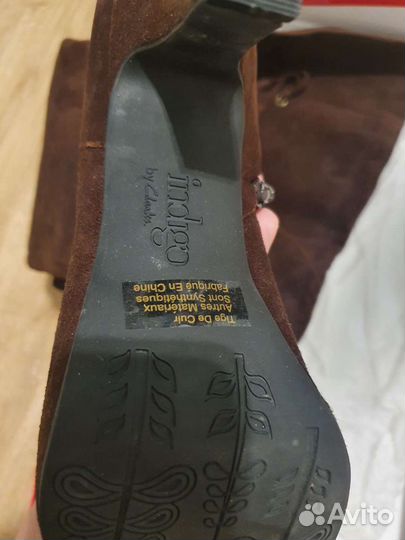 indigo
by Clarks
Tige De Cuir
Autres Matériaux
Sont Synthétiques
Fabriqué En Chine
Avito